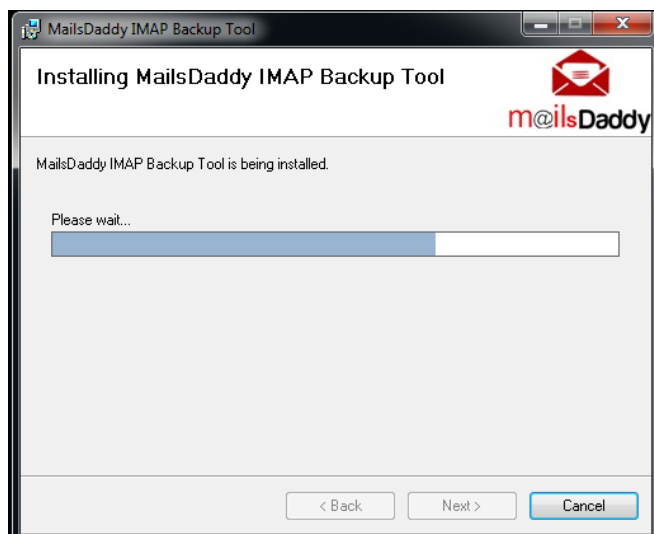 MailsDaddy IMAP Backup Tool
Installing MailsDaddy IMAP Backup Tool
m@ilsDaddy
MailsDaddy IMAP Backup Tool is being installed.
Please wait...
< Back
Next >
Cancel